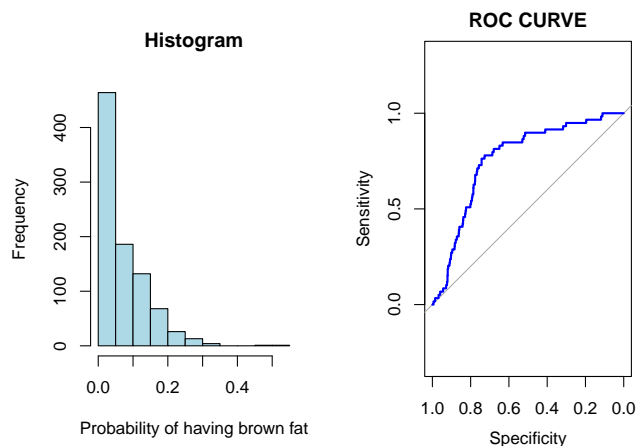 Histogram
Frequency
0 100 200 300 400
0.0 0.2 0.4
Probability of having brown fat
ROC CURVE
Sensitivity
0.0 0.5 1.0
1.0 0.8 0.6 0.4 0.2 0.0
Specificity